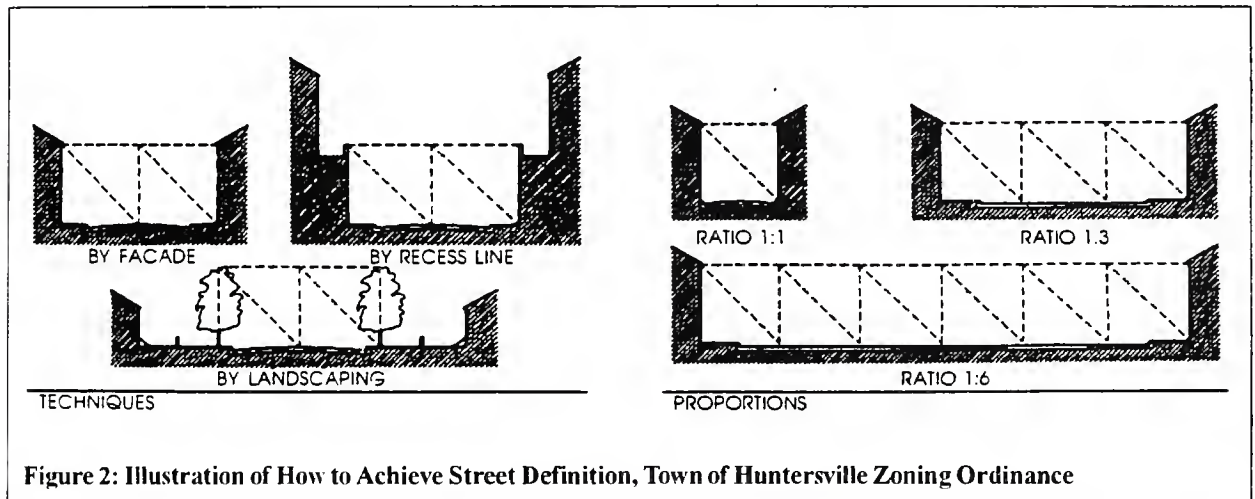 BY FACADE
BY RECESS LINE
BY LANDSCAPING
TECHNIQUES
RATIO 1:1
RATIO 1.3
RATIO 1:6
PROPORTIONS
Figure 2: Illustration of How to Achieve Street Definition, Town of Huntersville Zoning Ordinance